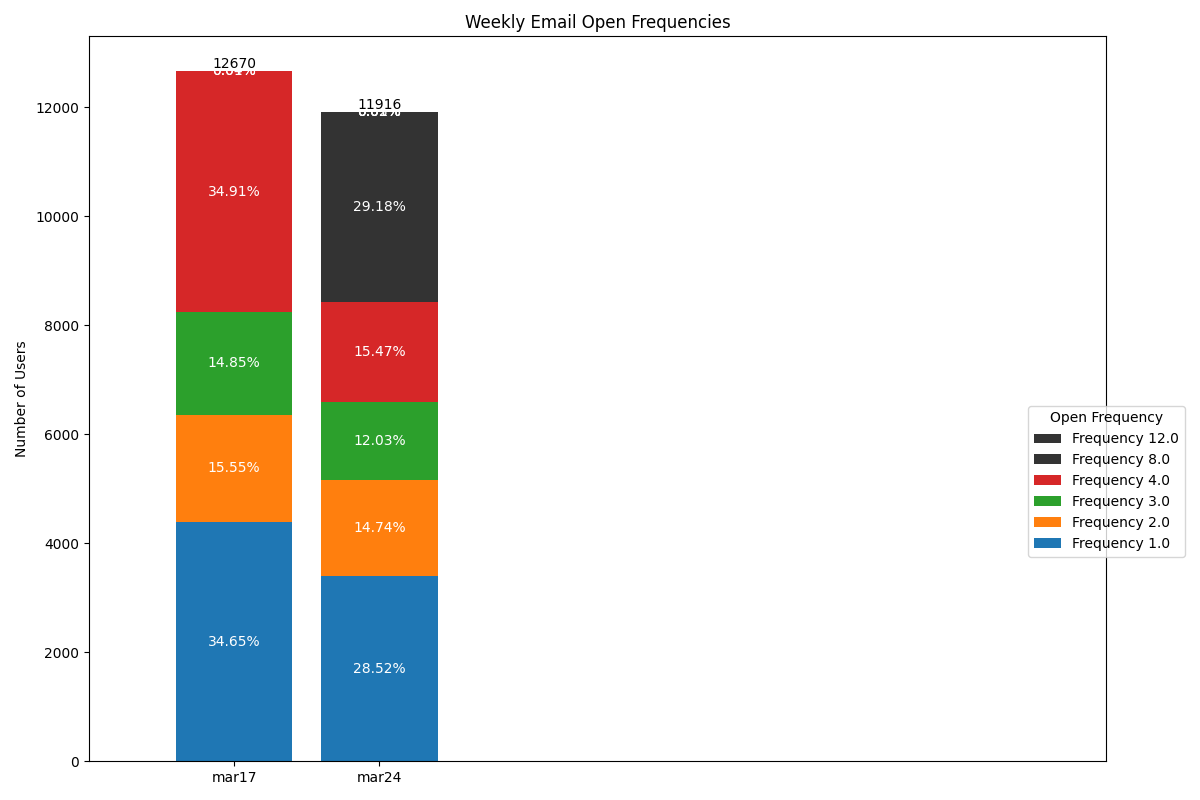 Weekly Email Open Frequencies
Number of Users
12000
10000
8000
6000
4000
2000
0
12670
34.91%
14.85%
15.55%
34.65%
mar17
11916
29.18%
15.47%
12.03%
14.74%
28.52%
mar24
Open Frequency
Frequency 12.0
Frequency 8.0
Frequency 4.0
Frequency 3.0
Frequency 2.0
Frequency 1.0